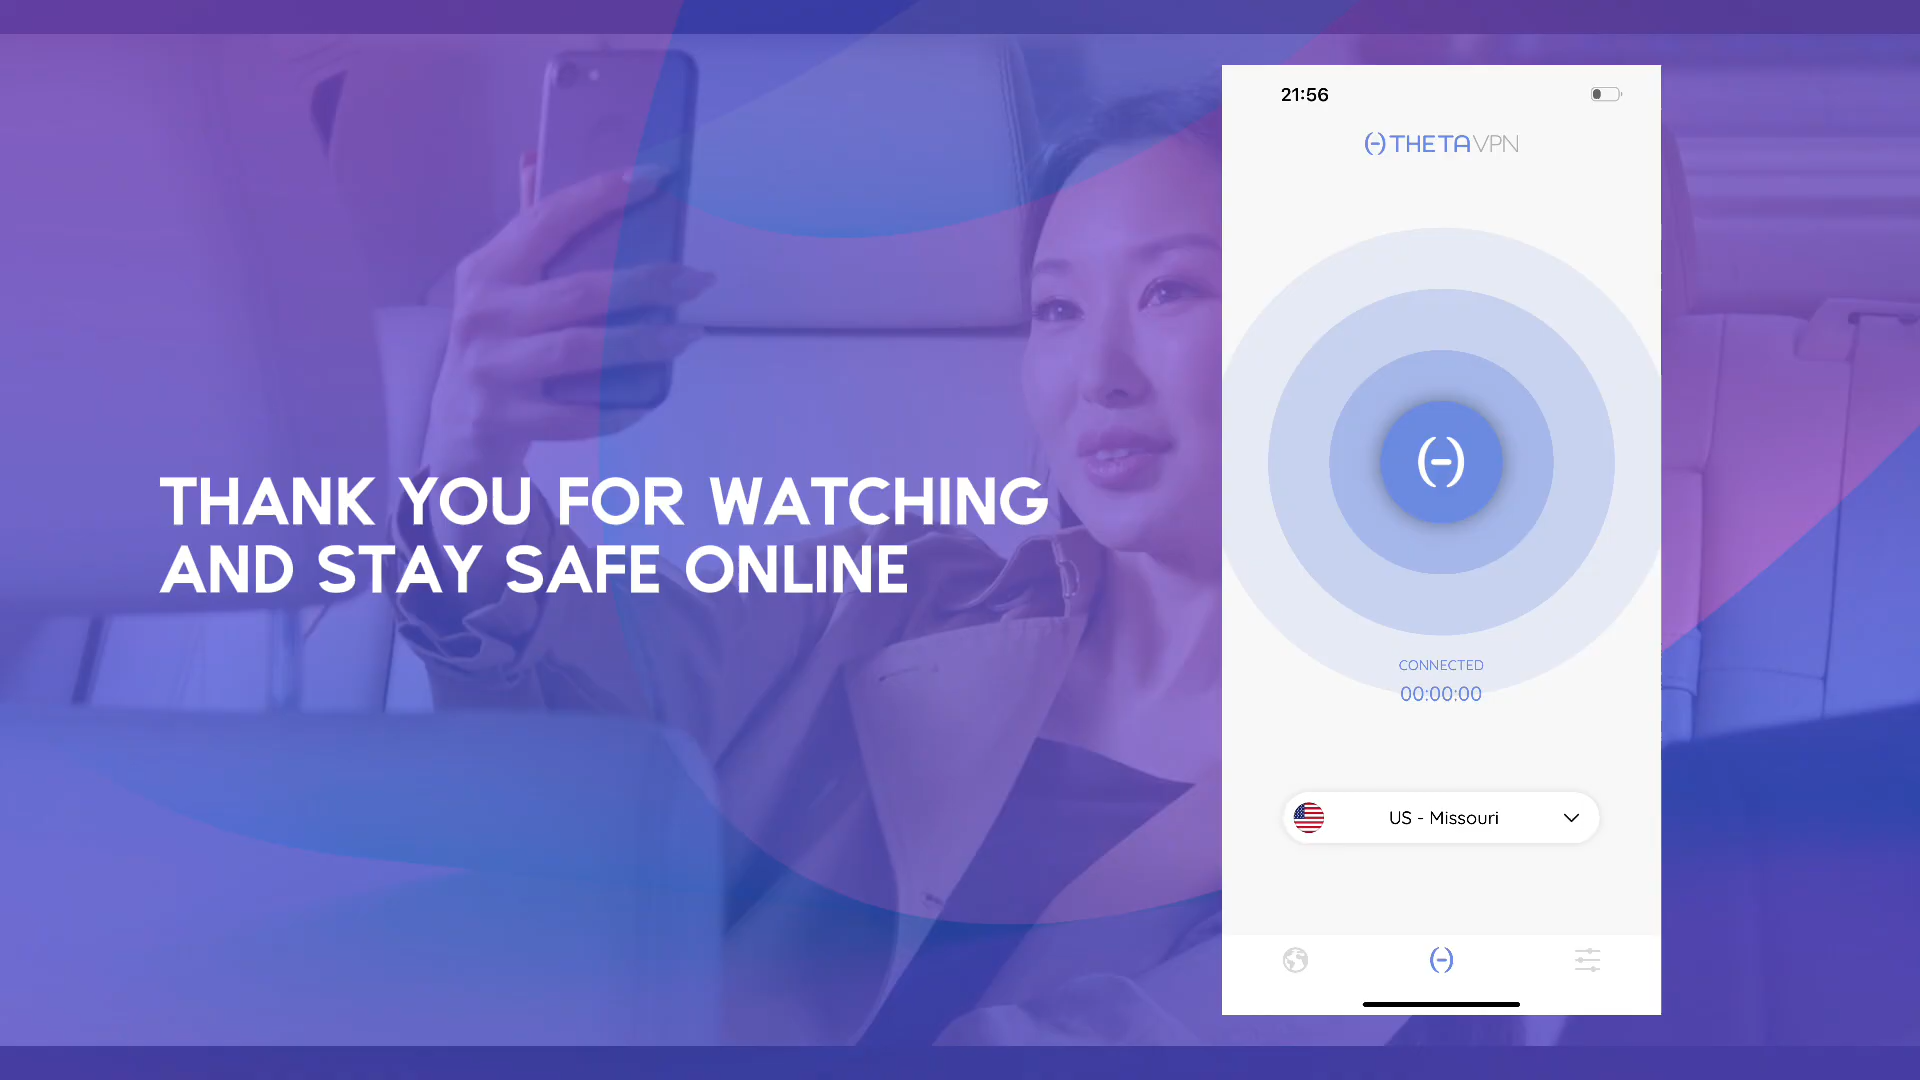 THANK YOU FOR WATCHING
AND STAY SAFE ONLINE
21:56
THETAVPN
CONNECTED
00:00:00
US - Missouri